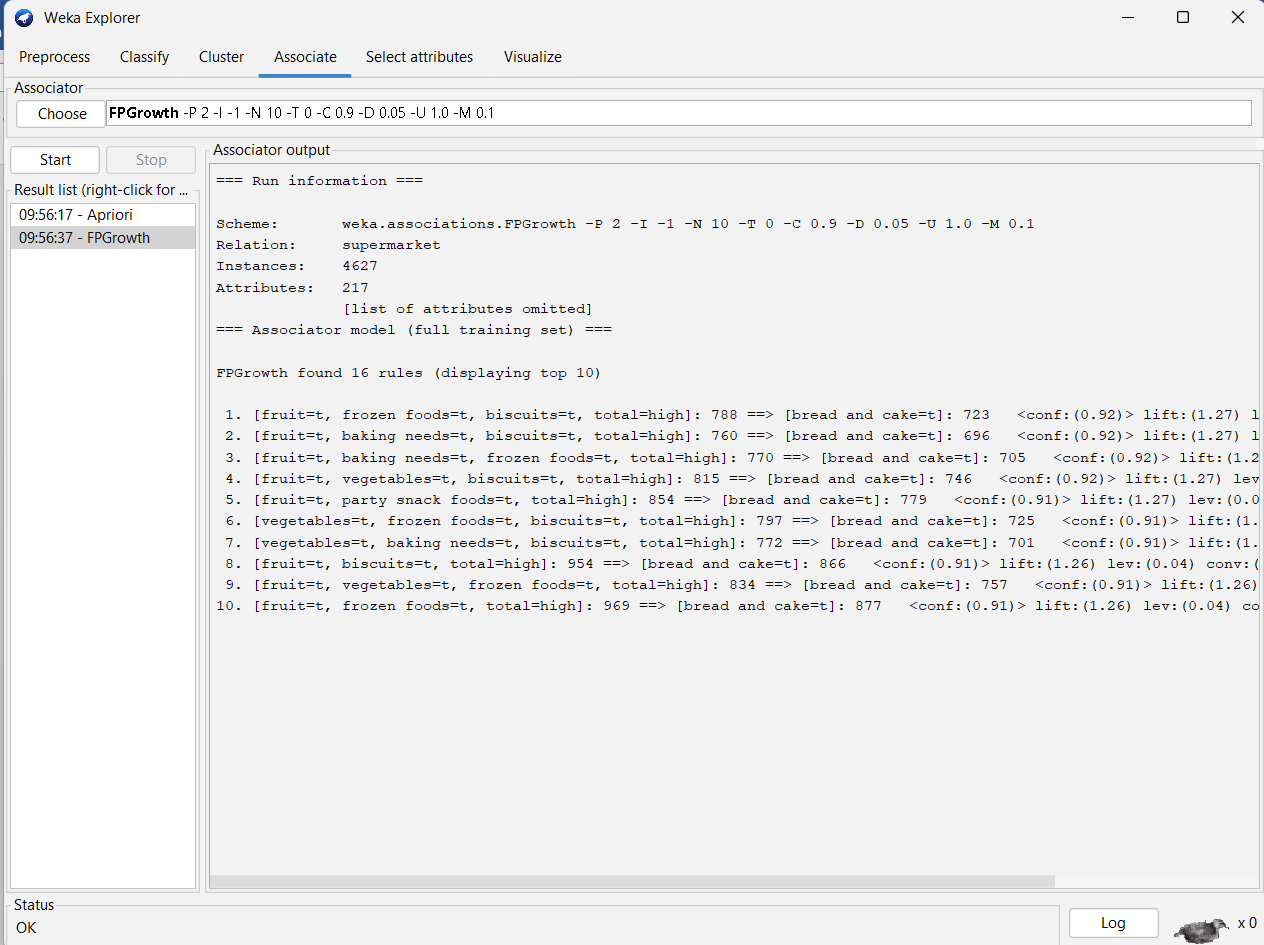 Weka Explorer
Preprocess Classify Cluster Associate Select attributes Visualize
Associator
Choose FPGrowth -P 2 -I -1 -N 10 -T 0 -C 0.9 -D 0.05 -U 1.0 -M 0.1
Start Stop
Result list (right-click for ...
09:56:17 - Apriori
09:56:37 - FPGrowth
Associator output
=== Run information ===
Scheme: weka.associations.FPGrowth -P 2 -I -1 -N 10 -T 0 -C 0.9 -D 0.05 -U 1.0 -M 0.1
Relation: supermarket
Instances: 4627
Attributes: 217
[list of attributes omitted]
=== Associator model (full training set) ===
FPGrowth found 16 rules (displaying top 10)
1. [fruit=t, frozen foods=t, biscuits=t, total=high]: 788 ==> [bread and cake=t]: 723 <conf:(0.92)> lift:(1.27) l
2. [fruit=t, baking needs=t, biscuits=t, total=high]: 760 ==> [bread and cake=t]: 696 <conf:(0.92)> lift:(1.27) l
3. [fruit=t, baking needs=t, frozen foods=t, total=high]: 770 ==> [bread and cake=t]: 705 <conf:(0.92)> lift:(1.2
4. [fruit=t, vegetables=t, biscuits=t, total=high]: 815 ==> [bread and cake=t]: 746 <conf:(0.92)> lift:(1.27) lev
5. [fruit=t, party snack foods=t, total=high]: 854 ==> [bread and cake=t]: 779 <conf:(0.91)> lift:(1.27) lev:(0.0
6. [vegetables=t, frozen foods=t, biscuits=t, total=high]: 797 ==> [bread and cake=t]: 725 <conf:(0.91)> lift:(1.
7. [vegetables=t, baking needs=t, biscuits=t, total=high]: 772 ==> [bread and cake=t]: 701 <conf:(0.91)> lift:(1.
8. [fruit=t, biscuits=t, total=high]: 954 ==> [bread and cake=t]: 866 <conf:(0.91)> lift:(1.26) lev:(0.04) conv:(
9. [fruit=t, vegetables=t, frozen foods=t, total=high]: 834 ==> [bread and cake=t]: 757 <conf:(0.91)> lift:(1.26)
10. [fruit=t, frozen foods=t, total=high]: 969 ==> [bread and cake=t]: 877 <conf:(0.91)> lift:(1.26) lev:(0.04) co
Status
OK
Log x 0